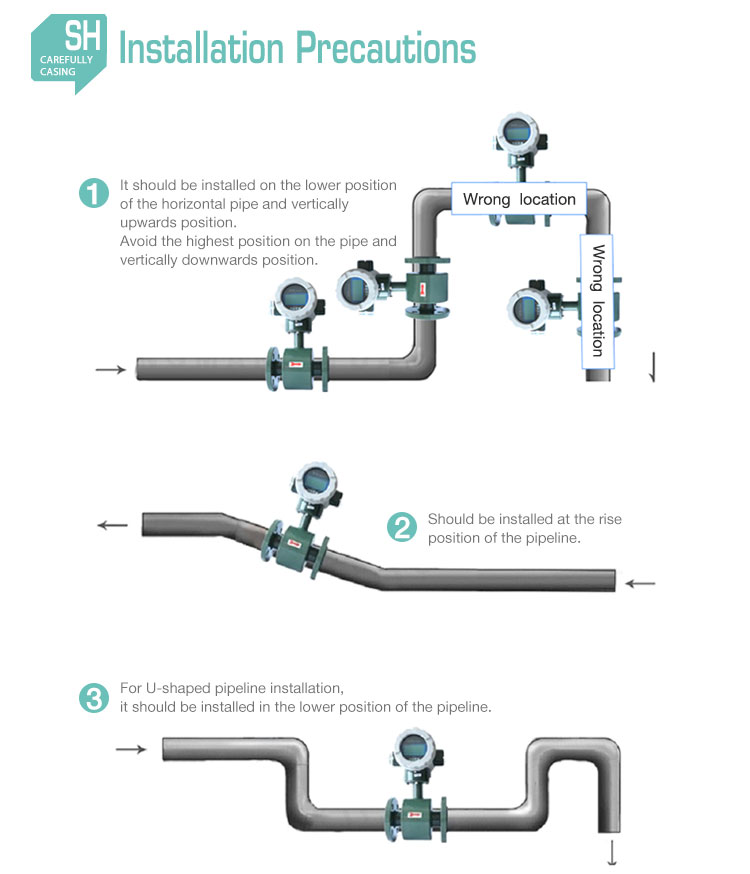 SH
CAREFULLY
CASING
Installation Precautions
1
It should be installed on the lower position
of the horizontal pipe and vertically
upwards position.
Avoid the highest position on the pipe and
vertically downwards position.
Wrong location
Wrong location
2
Should be installed at the rise
position of the pipeline.
3
For U-shaped pipeline installation,
it should be installed in the lower position of the pipeline.